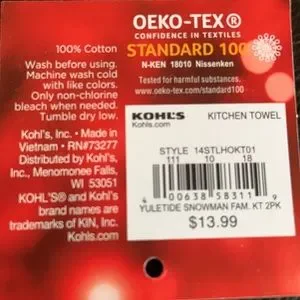 OEKO-TEX®
CONFIDENCE IN TEXTILES
STANDARD 100
N-KEN 18010 Nissenken
Tested for harmful substances.
www.oeko-tex.com/standard100
100% Cotton
Wash before using.
Machine wash cold
with like colors.
Only non-chlorine
bleach when needed.
Tumble dry low.
Kohl's, Inc. • Made in
Vietnam • RN#73277
Distributed by Kohl's,
Inc., Menomonee Falls,
WI 53051
KOHL'S® and Kohl's
brand names are
trademarks of KIN, Inc.
Kohls.com
KOHL'S KITCHEN TOWEL
Kohls.com
STYLE 14STLHOKT01
111 10 18
4 00638 58311 9
YULETIDE SNOWMAN FAM. KT 2PK
$13.99